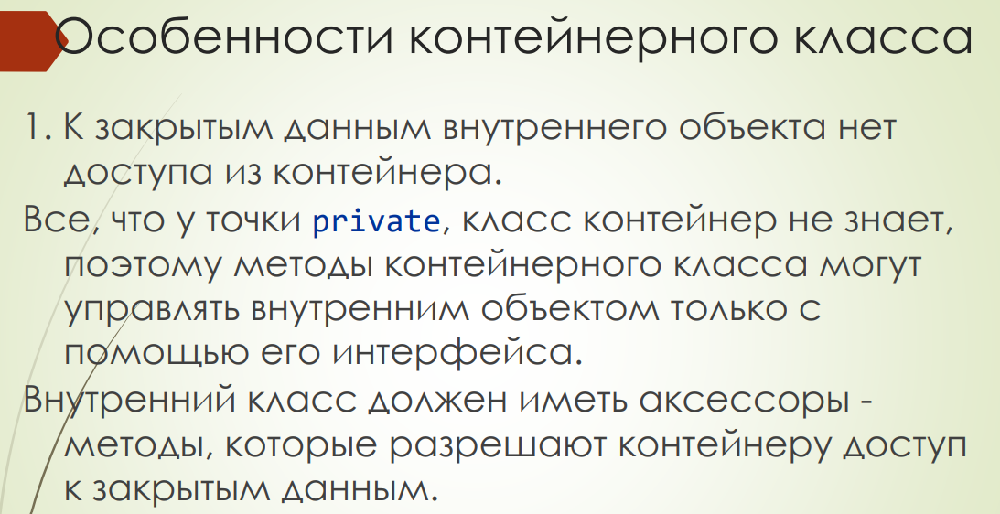 Особенности контейнерного класса
1. К закрытым данным внутреннего объекта нет
доступа из контейнера.
Все, что у точки private, класс контейнер не знает,
поэтому методы контейнерного класса могут
управлять внутренним объектом только с
помощью его интерфейса.
Внутренний класс должен иметь аксессоры -
методы, которые разрешают контейнеру доступ
к закрытым данным.